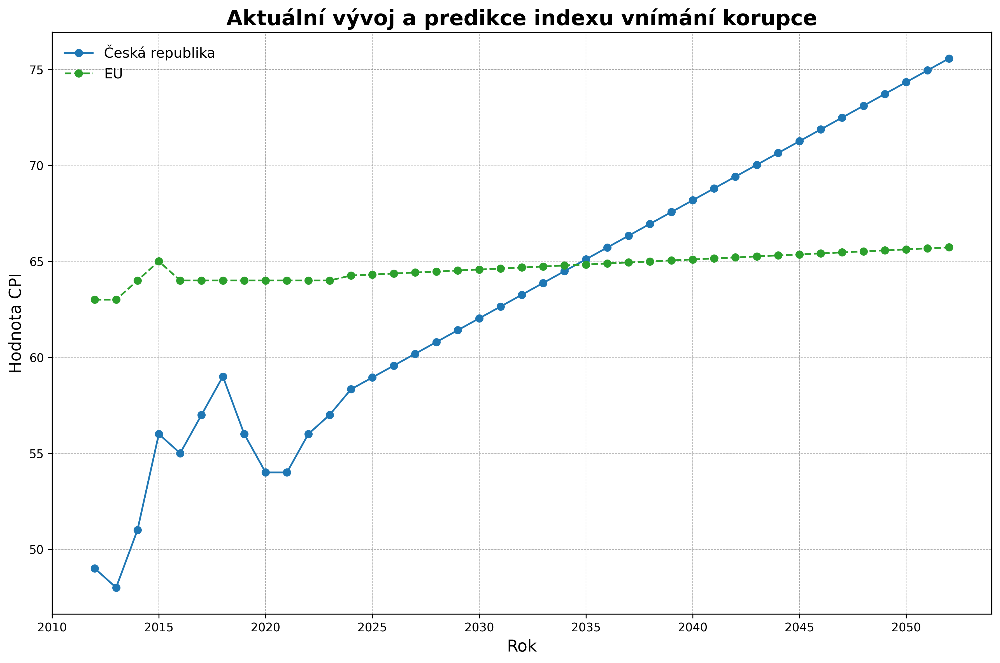 Aktuální vývoj a predikce indexu vnímání korupce
Česká republika
EU
Hodnota CPI
75
70
65
60
55
50
2010 2015 2020 2025 2030 2035 2040 2045 2050
Rok